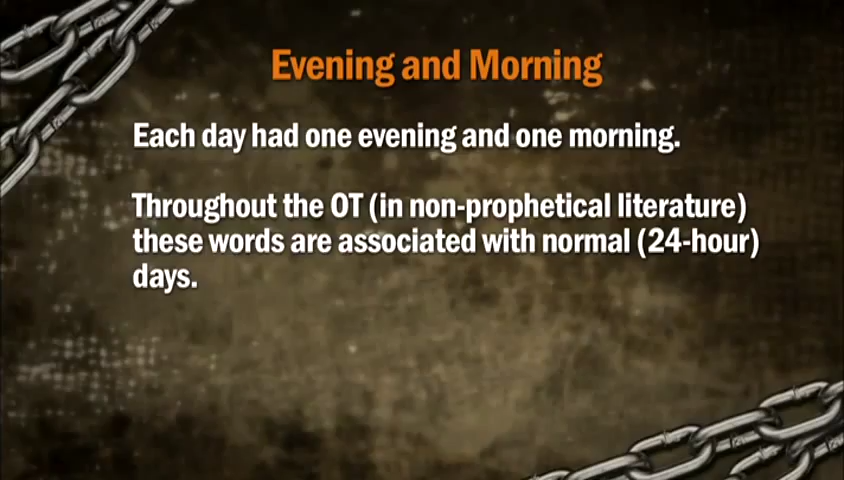 Evening and Morning
Each day had one evening and one morning.
Throughout the OT (in non-prophetical literature)
these words are associated with normal (24-hour)
days.